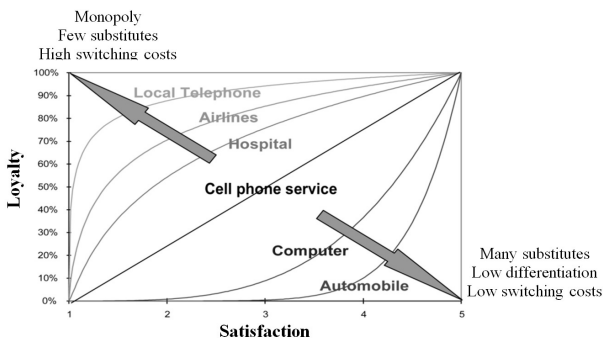 Monopoly
Few substitutes
High switching costs
100%
90%
80%
70%
60%
50%
40%
30%
20%
10%
0%
Loyalty
Local Telephone
Airlines
Hospital
Cell phone service
Computer
Automobile
Many substitutes
Low differentiation
Low switching costs
1 2 3 4 5
Satisfaction